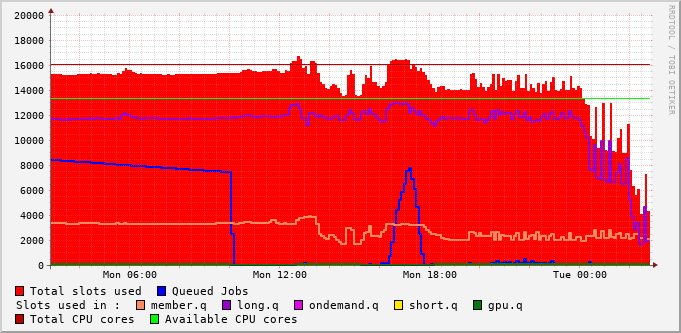 20000
18000
16000
14000
12000
10000
8000
6000
4000
2000
0
Mon 06:00 Mon 12:00 Mon 18:00 Tue 00:00
RRDTOOL / TOBI OETIKER
Total slots used Queued Jobs
Slots used in : member.q long.q ondemand.q short.q gpu.q
Total CPU cores Available CPU cores